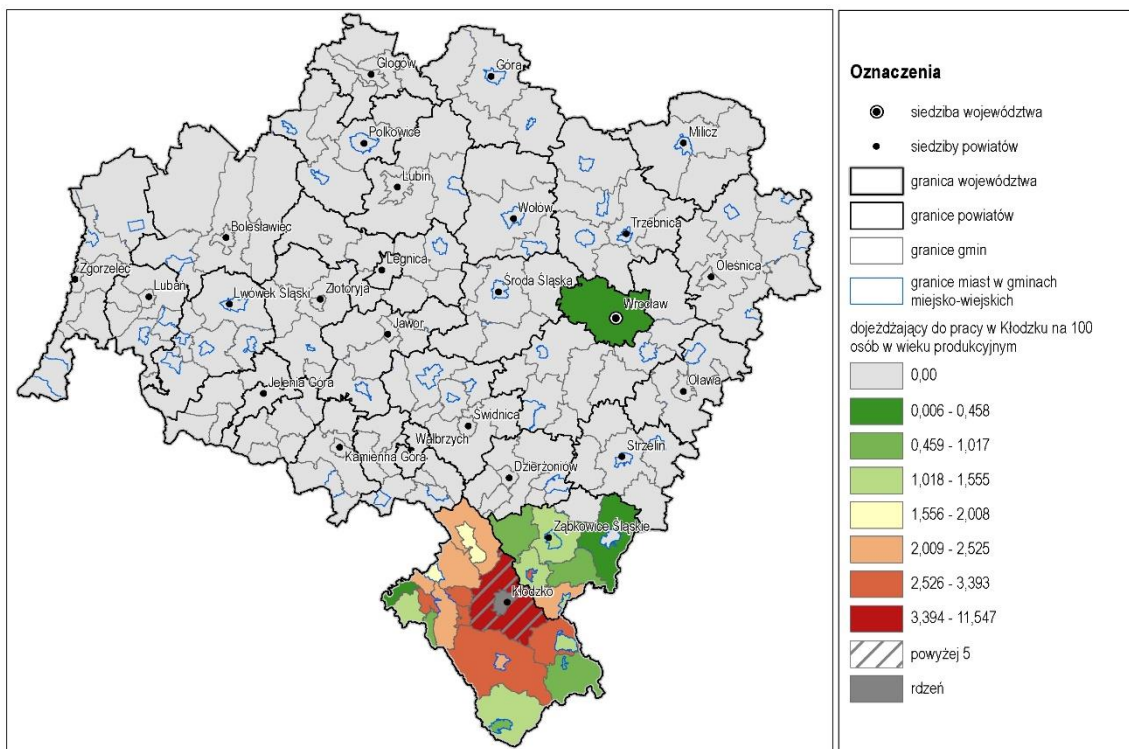 Głogów
Góra
Polkowice
Milicz
Lubin
Wołów
Trzebnica
Bolesławiec
Legnica
Oleśnica
Zgorzelec
Środa Śląska
Lubań
Lwówek Śląski
Złotoryja
Wrocław
Jawor
Jelenia Góra
Oława
Świdnica
Wałbrzych
Strzelin
Kamienna Góra
Dzierżoniów
Ząbkowice Śląskie
Kłodzko
Oznaczenia
siedziba województwa
siedziby powiatów
granica województwa
granice powiatów
granice gmin
granice miast w gminach
miejsko-wiejskich
dojeżdżający do pracy w Kłodzku na 100
osób w wieku produkcyjnym
0,00
0,006 - 0,458
0,459 - 1,017
1,018 - 1,555
1,556 - 2,008
2,009 - 2,525
2,526 - 3,393
3,394 - 11,547
powyżej 5
rdzeń